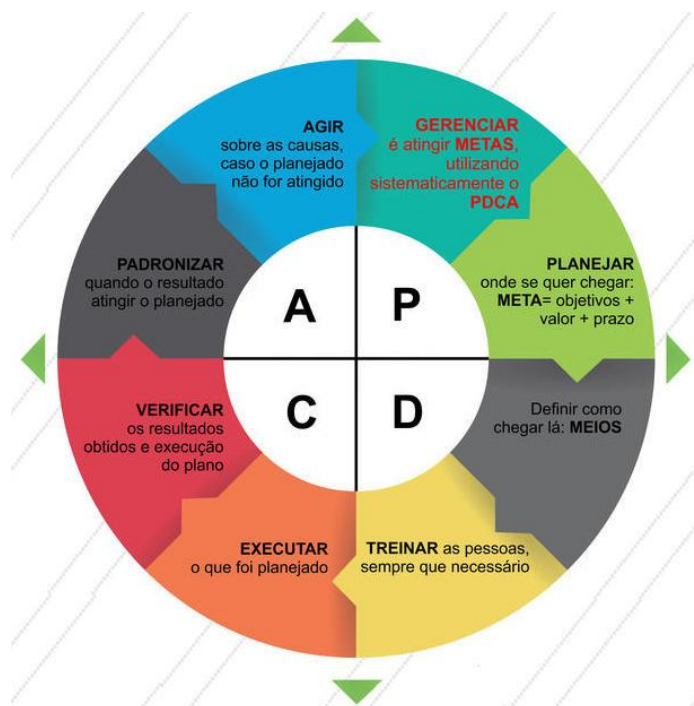 GERENCIAR
é atingir METAS,
utilizando
sistematicamente o
PDCA
PLANEJAR
onde se quer chegar:
META= objetivos +
valor + prazo
Definir como
chegar lá: MEIOS
TREINAR as pessoas,
sempre que necessário
EXECUTAR
o que foi planejado
VERIFICAR
os resultados
obtidos e execução
do plano
PADRONIZAR
quando o resultado
atingir o planejado
AGIR
sobre as causas,
caso o planejado
não for atingido
A P
C D